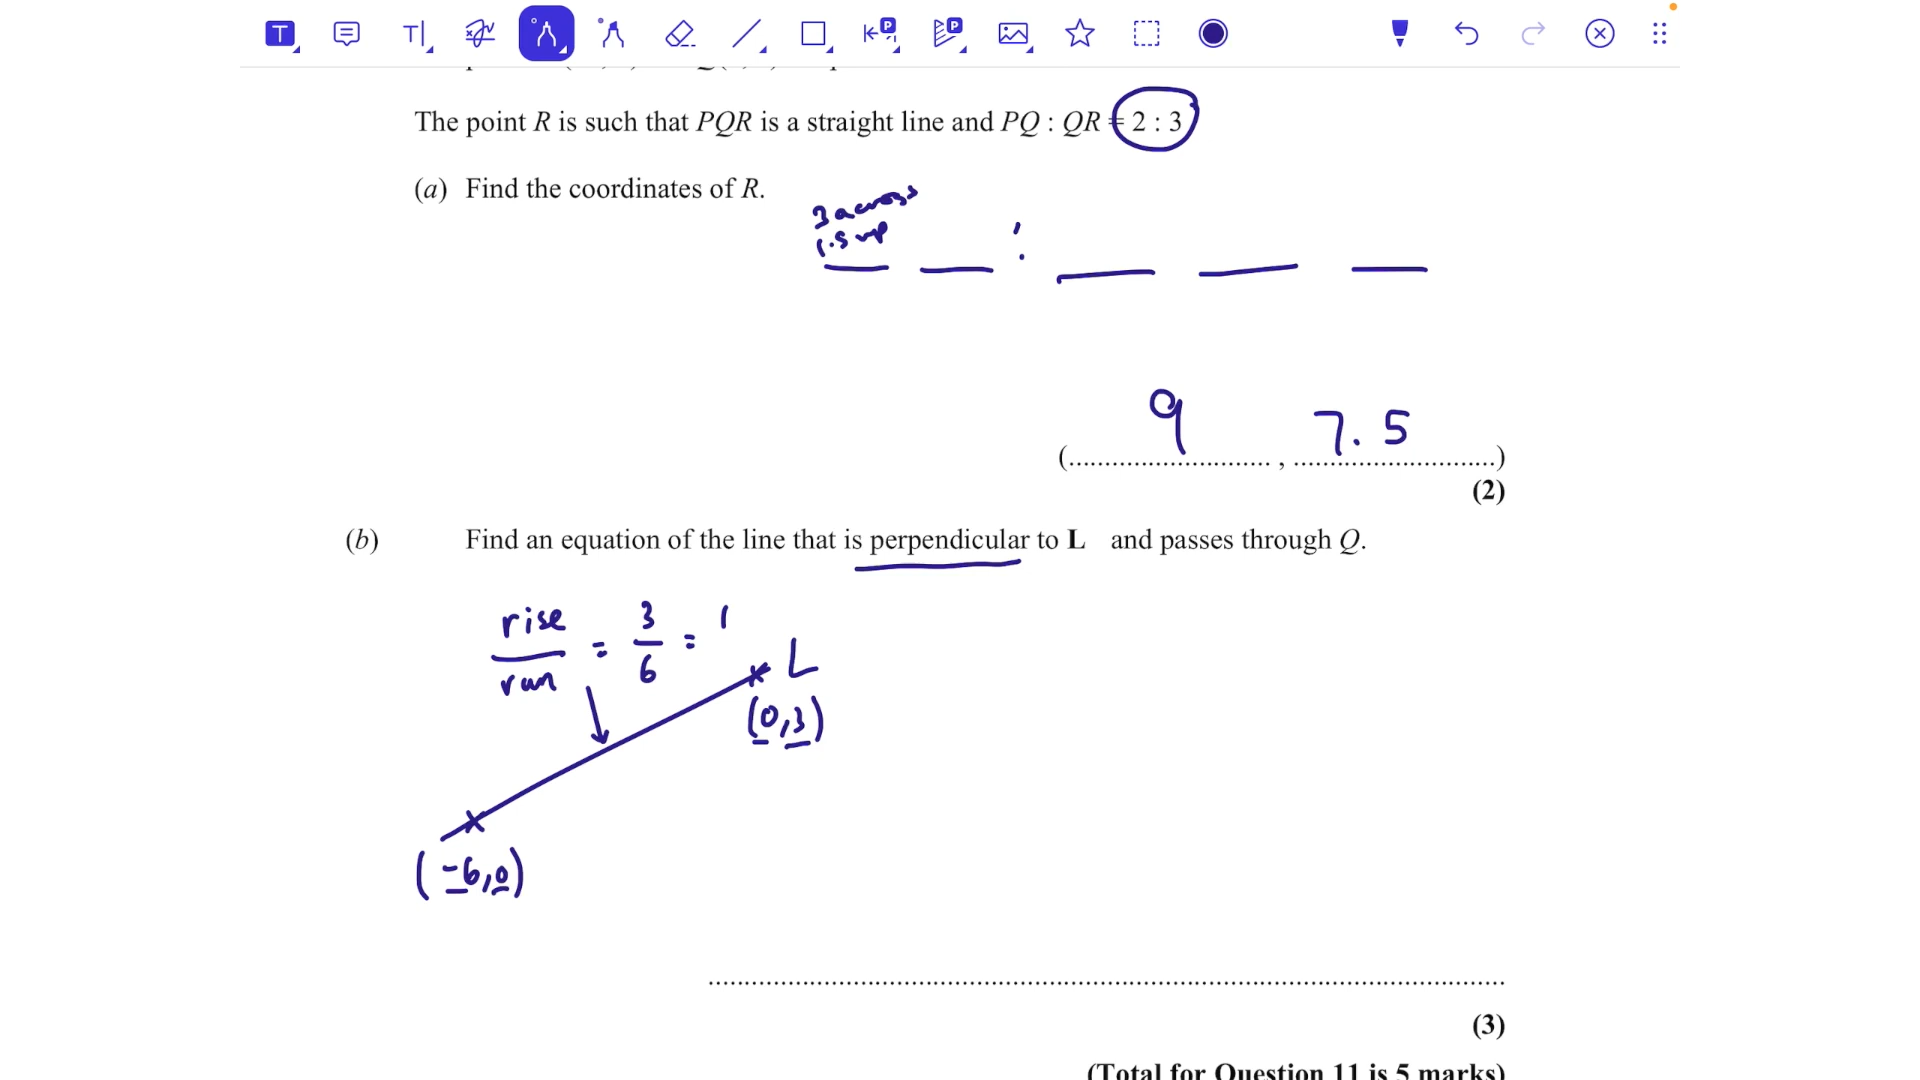 The point R is such that PQR is a straight line and PQ : QR = 2 : 3
(a) Find the coordinates of R.
3 across
1.5 up
:
9 7.5
(............................ , ............................)
(2)
(b) Find an equation of the line that is perpendicular to L and passes through Q.
rise/run = 3/6 = 1
L
(0,3)
(-6,0)
(3)
(Total for Question 11 is 5 marks)